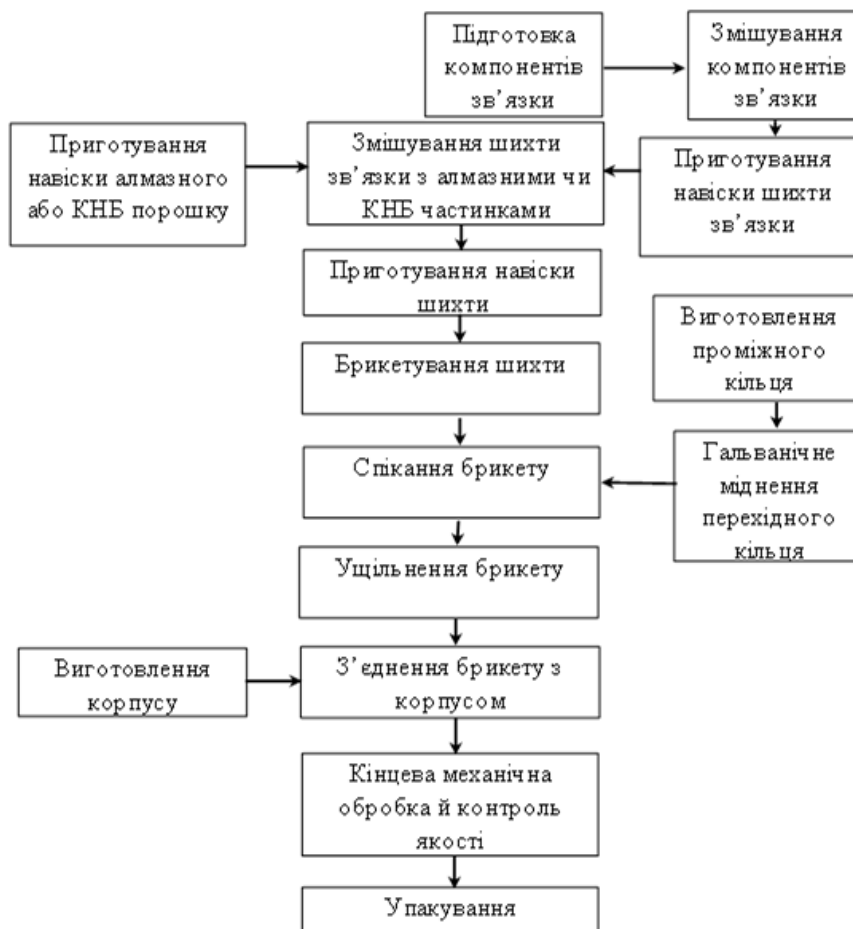 Підготовка
компонентів
зв’язки
Змішування
компонентів
зв’язки
Приготування
навіски алмазного
або КНБ порошку
Змішування шихти
зв’язки з алмазними чи
КНБ частинками
Приготування
навіски шихти
зв’язки
Приготування навіски
шихти
Виготовлення
проміжного
кільця
Брикетування шихти
Спікання брикету
Гальванічне
міднення
перехідного
кільця
Ущільнення брикету
Виготовлення
корпусу
З’єднення брикету з
корпусом
Кінцева механічна
обробка й контроль
якості
Упакування